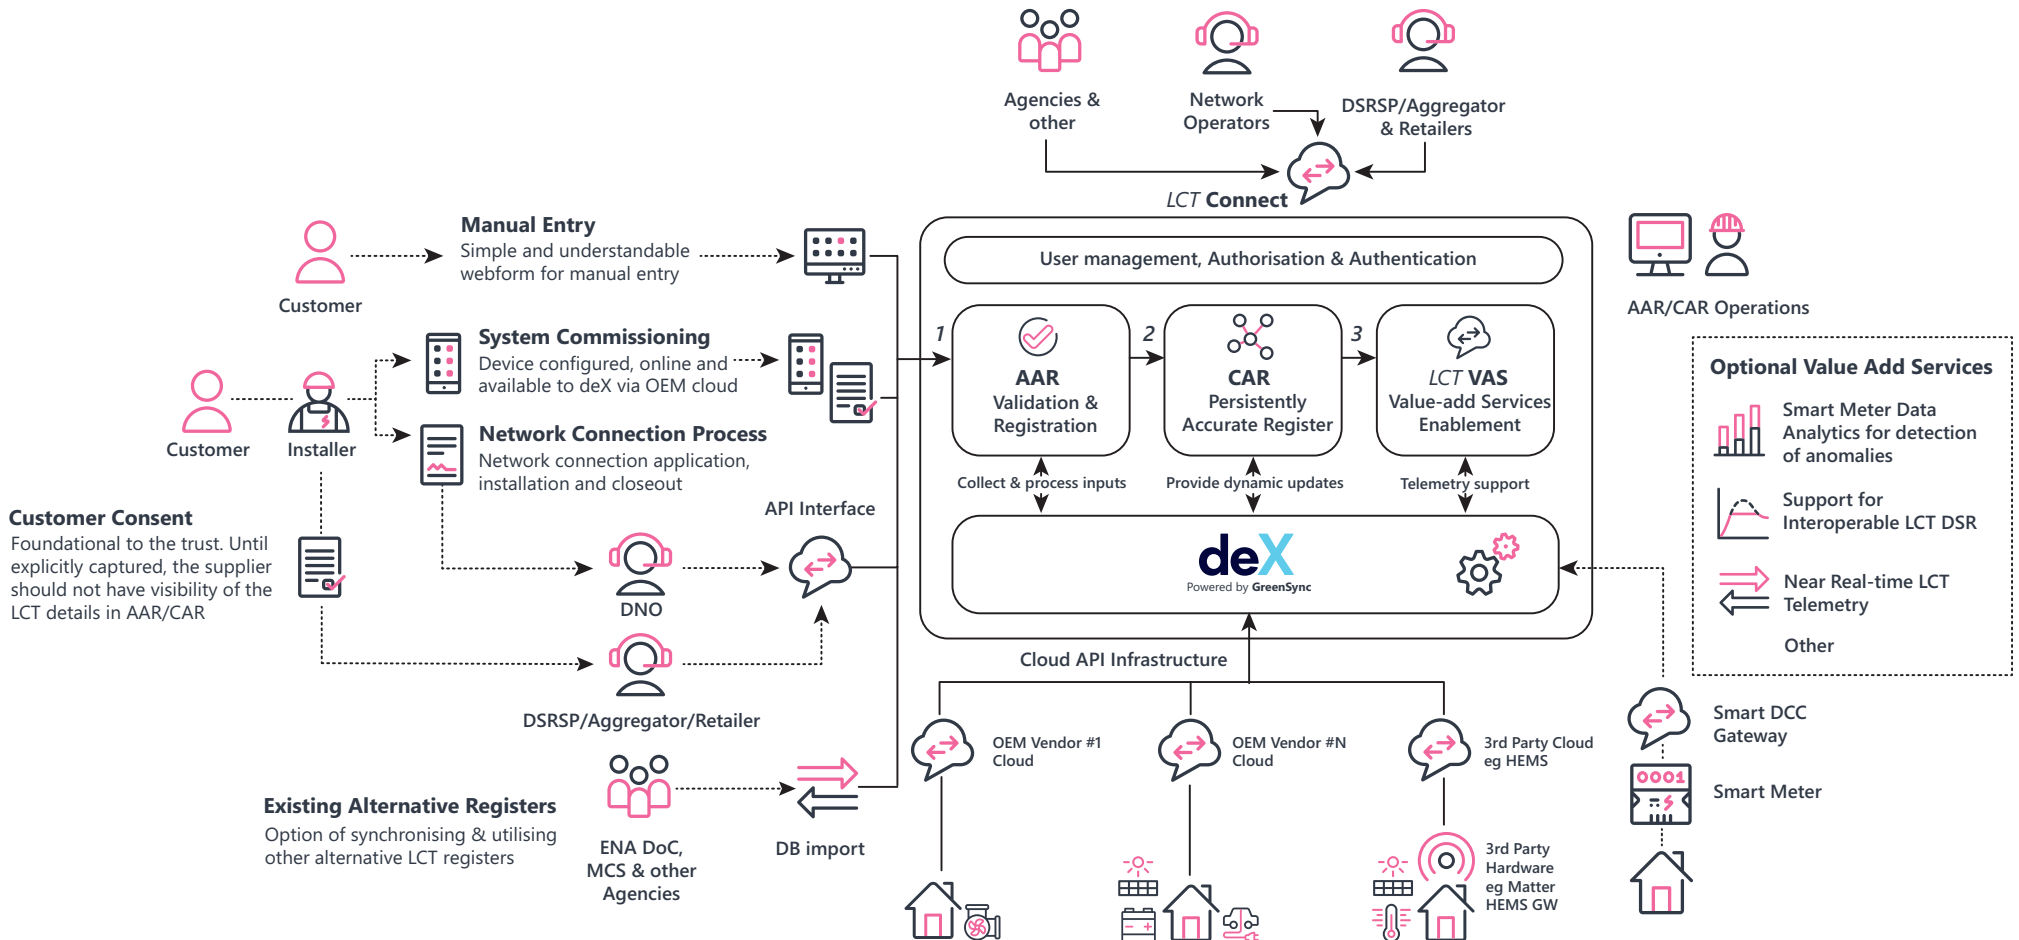 Agencies &
other
Network
Operators
DSRSP/Aggregator
& Retailers
LCT Connect
Manual Entry
Simple and understandable
webform for manual entry
Customer
User management, Authorisation & Authentication
AAR/CAR Operations
System Commissioning
Device configured, online and
available to deX via OEM cloud
Customer
Installer
Network Connection Process
Network connection application,
installation and closeout
1
AAR
Validation &
Registration
2
CAR
Persistently
Accurate Register
3
LCT VAS
Value-add Services
Enablement
Collect & process inputs
Provide dynamic updates
Telemetry support
deX
Powered by GreenSync
Optional Value Add Services
Smart Meter Data
Analytics for detection
of anomalies
Support for
Interoperable LCT DSR
Near Real-time LCT
Telemetry
Other
Customer Consent
Foundational to the trust. Until
explicitly captured, the supplier
should not have visibility of the
LCT details in AAR/CAR
API Interface
DNO
DSRSP/Aggregator/Retailer
Cloud API Infrastructure
Existing Alternative Registers
Option of synchronising & utilising
other alternative LCT registers
ENA DoC,
MCS & other
Agencies
DB import
OEM Vendor #1
Cloud
OEM Vendor #N
Cloud
3rd Party Cloud
eg HEMS
3rd Party
Hardware
eg Matter
HEMS GW
Smart DCC
Gateway
0001
Smart Meter